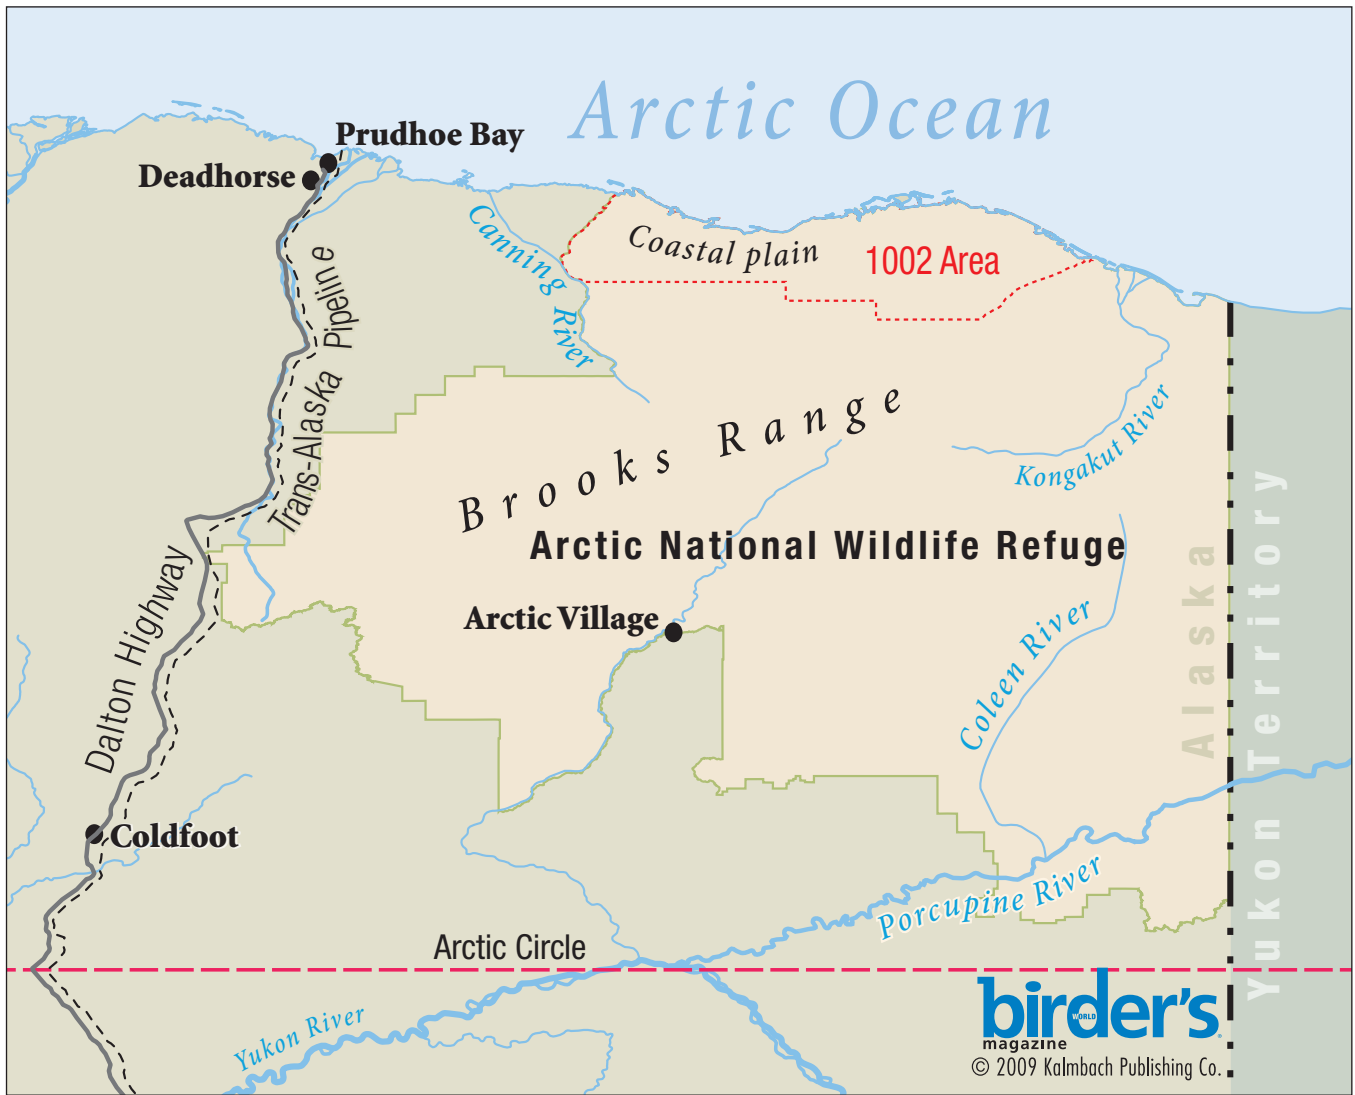 Arctic Ocean
Prudhoe Bay
Deadhorse
Canning River
Coastal plain
1002 Area
Trans-Alaska Pipeline
Brooks Range
Kongakut River
Arctic National Wildlife Refuge
Arctic Village
Dalton Highway
Coleen River
Alaska
Yukon Territory
Coldfoot
Porcupine River
Arctic Circle
Yukon River
birder's
WORLD
magazine
© 2009 Kalmbach Publishing Co.